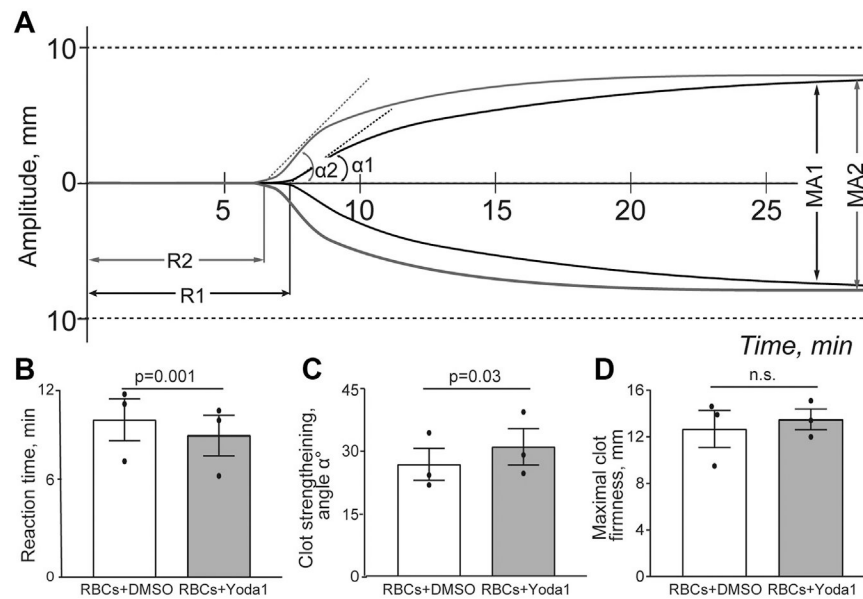 A
10
Amplitude, mm
0
10
5
10
15
20
25
α2
α1
MA1
MA2
R2
R1
Time, min
B
p=0.001
Reaction time, min
12
6
0
RBCs+DMSO
RBCs+Yoda1
C
p=0.03
Clot strengtheining,
angle α°
45
30
15
0
RBCs+DMSO
RBCs+Yoda1
D
n.s.
Maximal clot
firmness, mm
16
12
8
4
0
RBCs+DMSO
RBCs+Yoda1